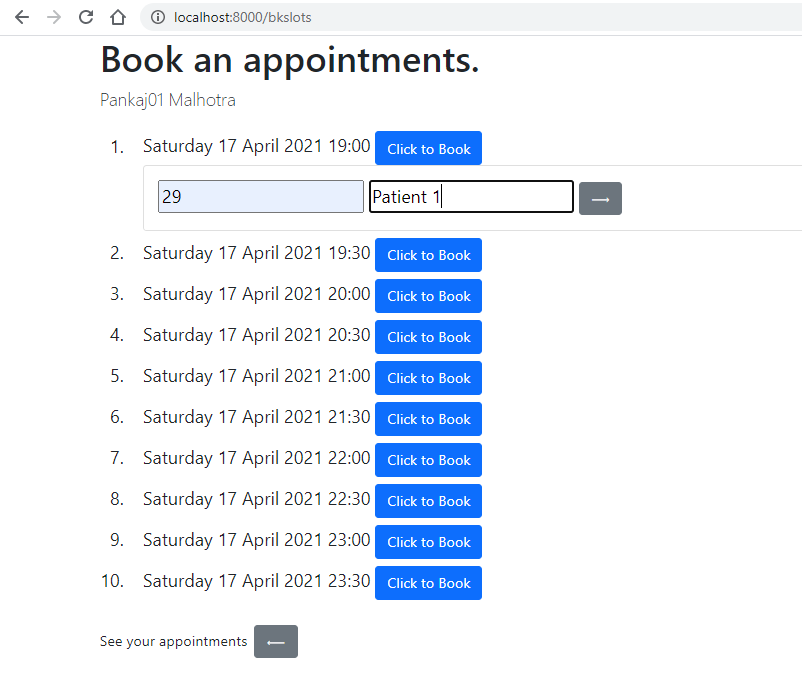 localhost:8000/bkslots
Book an appointments.
Pankaj01 Malhotra
1. Saturday 17 April 2021 19:00 Click to Book
29 Patient 1 ⟶
2. Saturday 17 April 2021 19:30 Click to Book
3. Saturday 17 April 2021 20:00 Click to Book
4. Saturday 17 April 2021 20:30 Click to Book
5. Saturday 17 April 2021 21:00 Click to Book
6. Saturday 17 April 2021 21:30 Click to Book
7. Saturday 17 April 2021 22:00 Click to Book
8. Saturday 17 April 2021 22:30 Click to Book
9. Saturday 17 April 2021 23:00 Click to Book
10. Saturday 17 April 2021 23:30 Click to Book
See your appointments ⟵